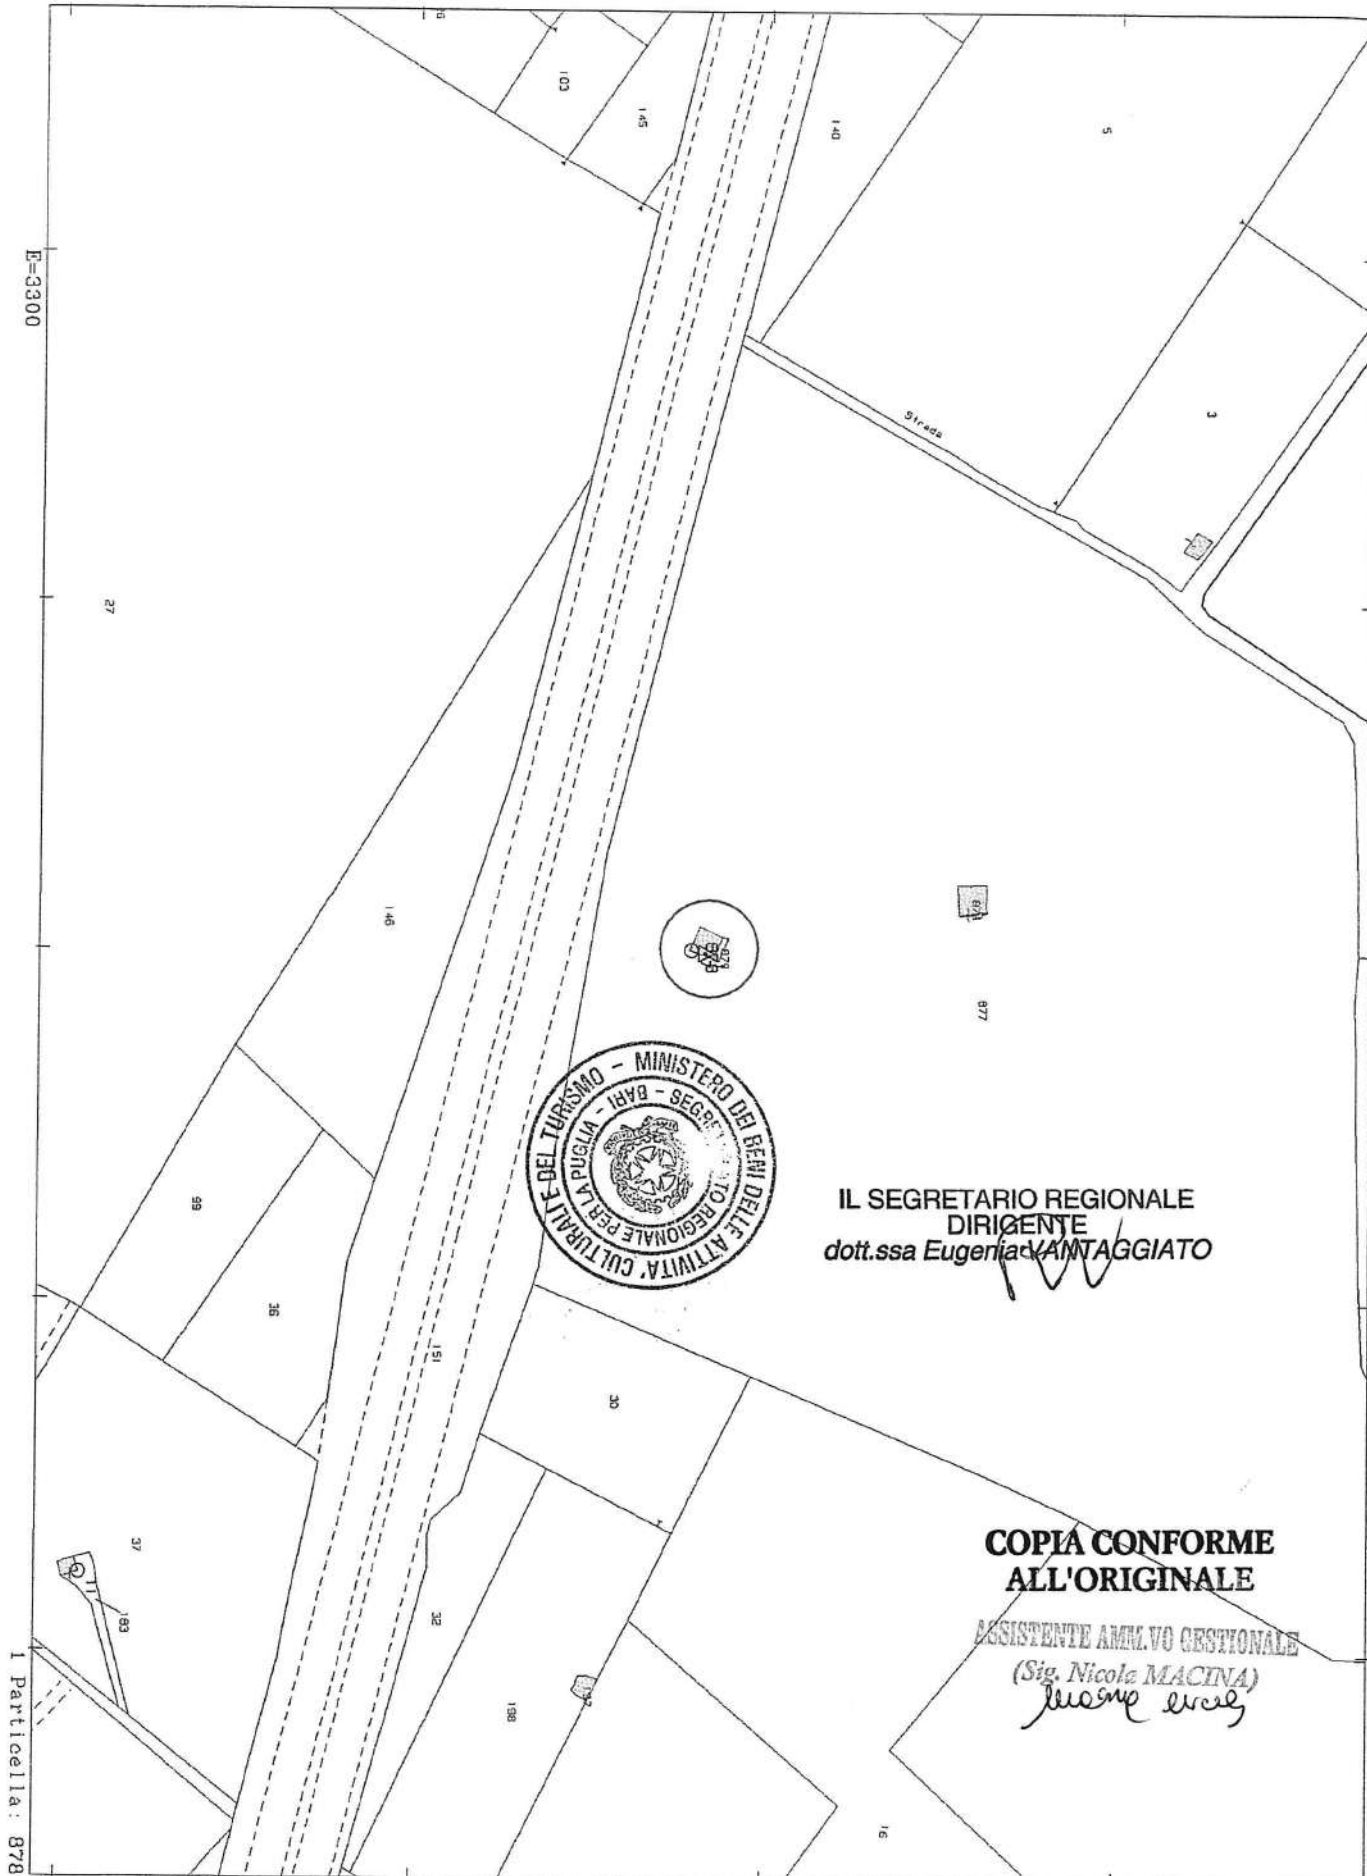 103
145
140
5
E=3300
Strada
3
27
146
877
MINISTERO DEI BENI DELLE ATTIVITA' CULTURALI E DEL TURISMO -
SEGRETARIATO REGIONALE PER LA PUGLIA - BARI -
IL SEGRETARIO REGIONALE
DIRIGENTE
dott.ssa Eugenia VANTAGGIATO
99
36
151
30
COPIA CONFORME
ALL'ORIGINALE
37
183
32
ASSISTENTE AMM.VO GESTIONALE
(Sig. Nicola MACINA)
198
16
1 Particella: 878